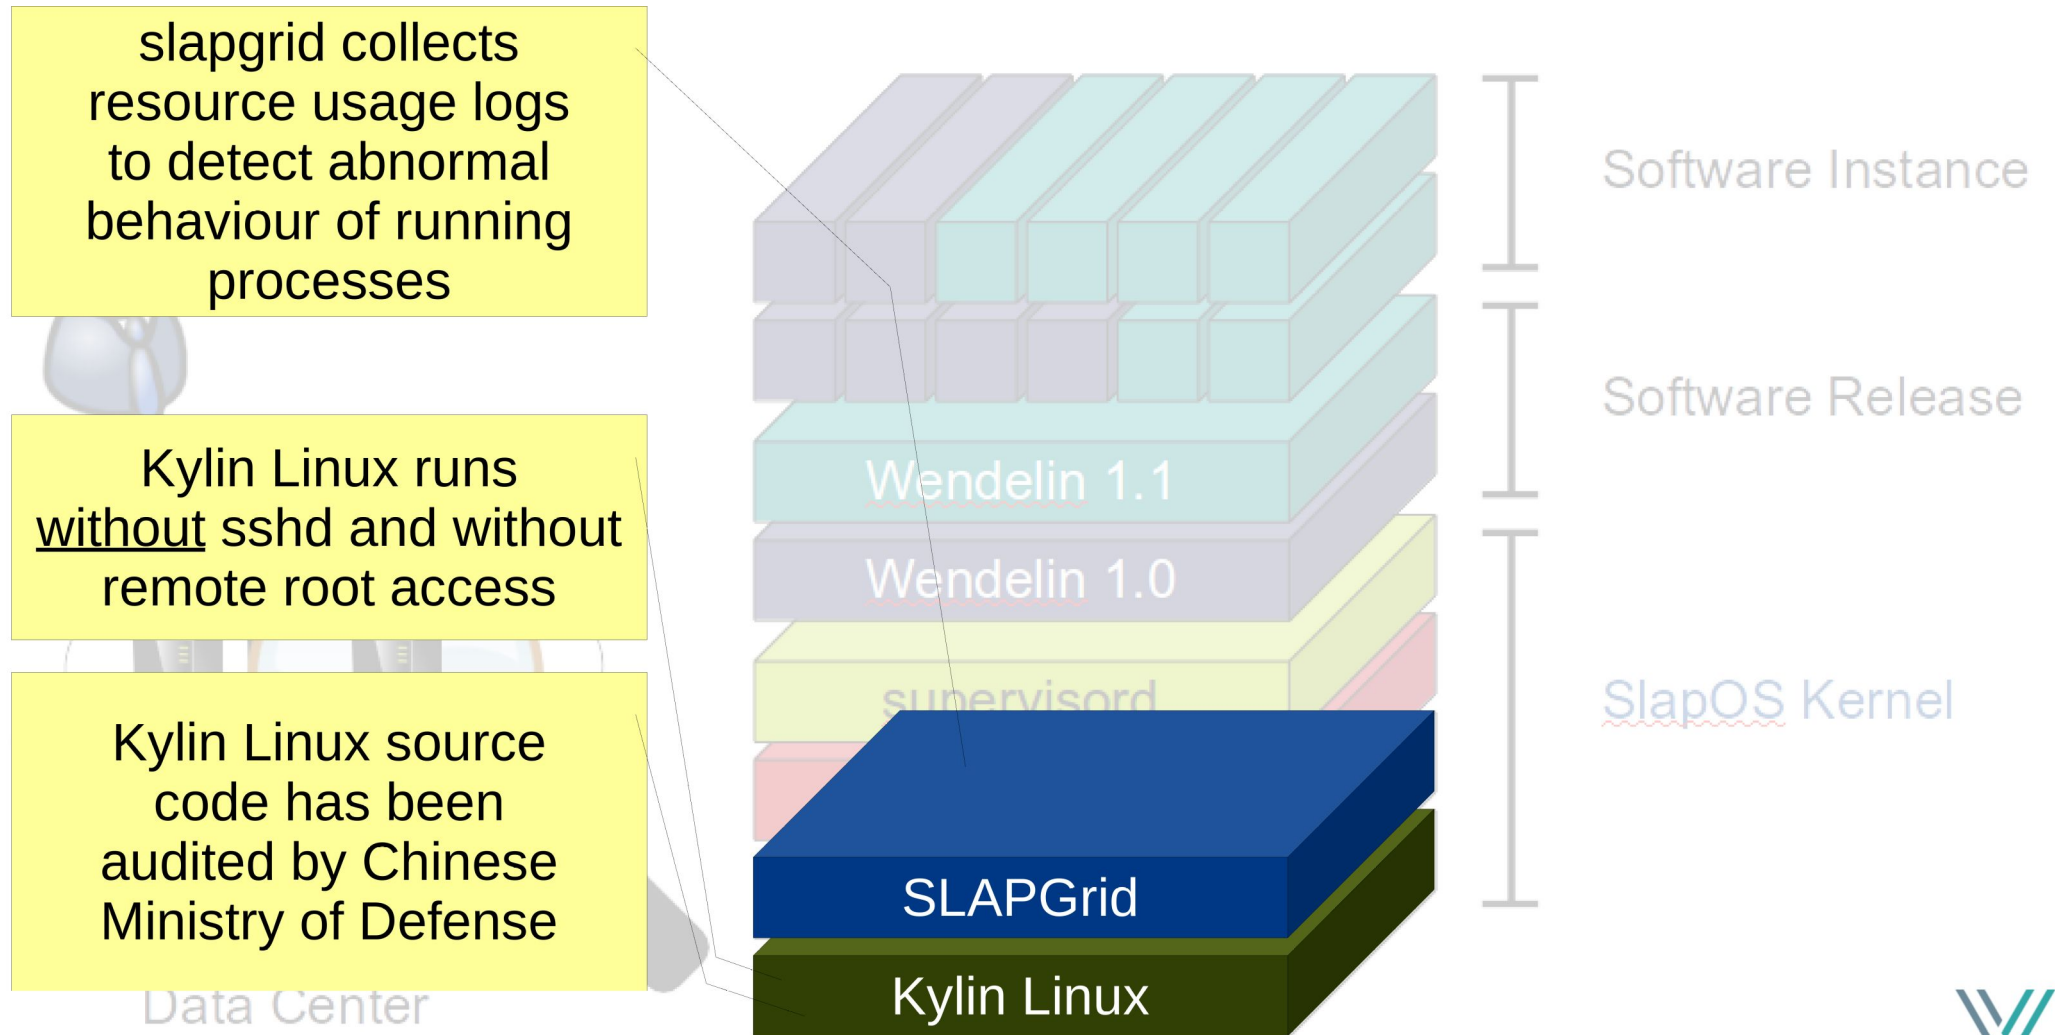 slapgrid collects
resource usage logs
to detect abnormal
behaviour of running
processes
Kylin Linux runs
without sshd and without
remote root access
Kylin Linux source
code has been
audited by Chinese
Ministry of Defense
Data Center
Wendelin 1.1
Wendelin 1.0
supervisord
SLAPGrid
Kylin Linux
Software Instance
Software Release
SlapOS Kernel